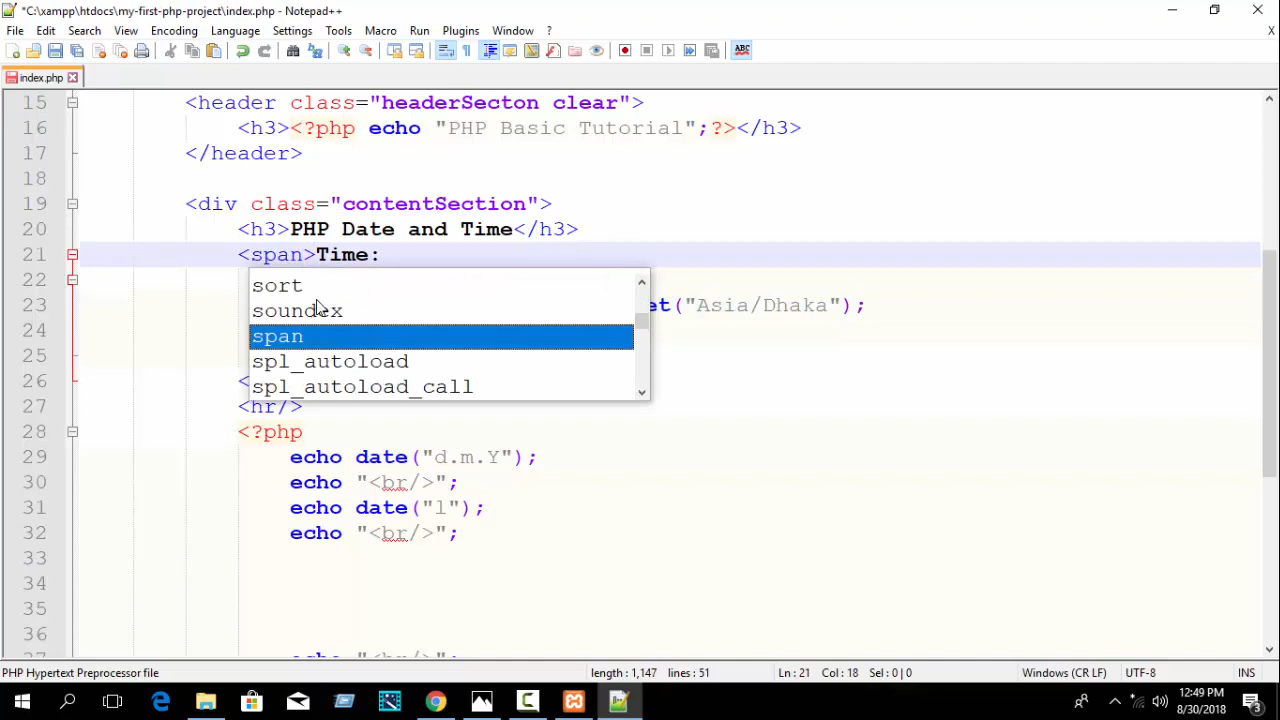 *C:\xampp\htdocs\my-first-php-project\index.php - Notepad++
File Edit Search View Encoding Language Settings Tools Macro Run Plugins Window ? X
ABC
index.php
15 <header class="headerSecton clear">
16 <h3><?php echo "PHP Basic Tutorial";?></h3>
17 </header>
18
19 <div class="contentSection">
20 <h3>PHP Date and Time</h3>
21 <span>Time:
22 sort
23 soundex et("Asia/Dhaka");
24 span
25 spl_autoload
26 < spl_autoload_call
27 <hr/>
28 <?php
29 echo date("d.m.Y");
30 echo "<br/>";
31 echo date("l");
32 echo "<br/>";
33
34
35
36
37 echo "<br/>";
PHP Hypertext Preprocessor file length : 1,147 lines : 51 Ln : 21 Col : 18 Sel : 0 | 0 Windows (CR LF) UTF-8 INS
12:49 PM
8/30/2018
3